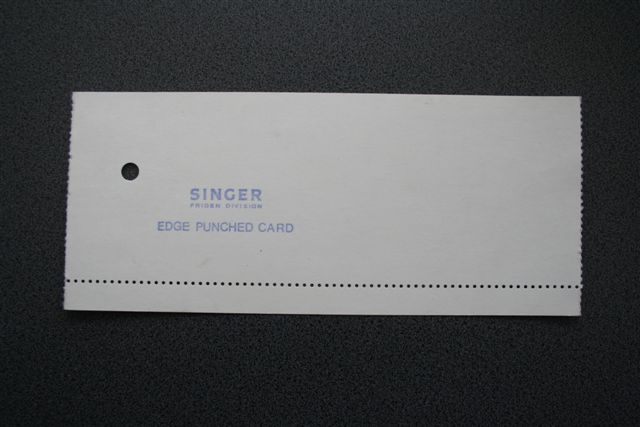 SINGER
FRIDEN DIVISION
EDGE PUNCHED CARD